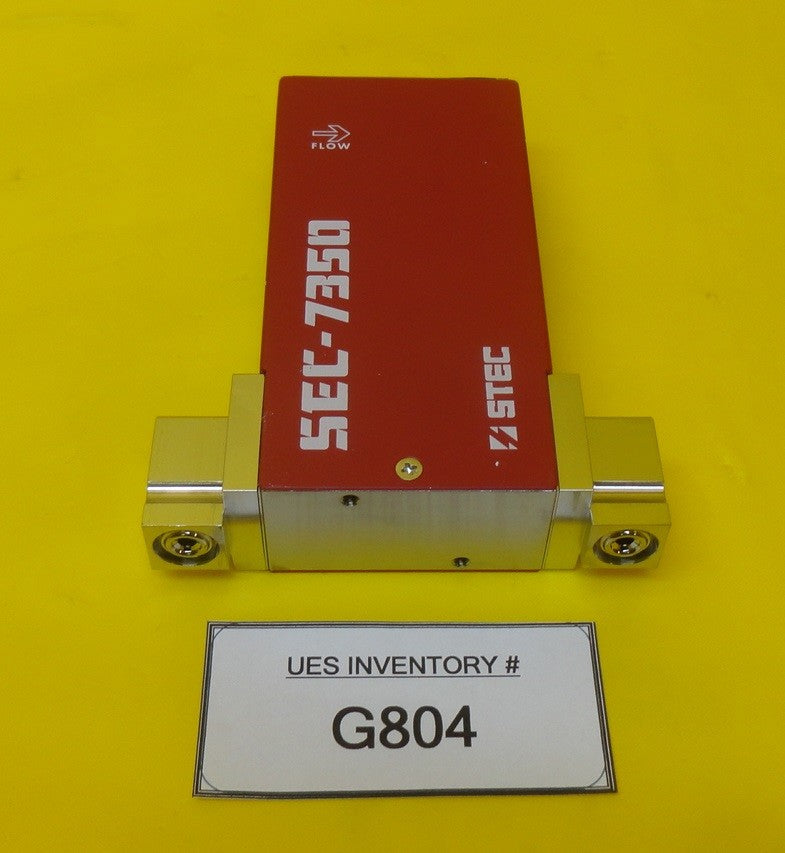 FLOW
SEC-7350
STEC
UES INVENTORY #
G804